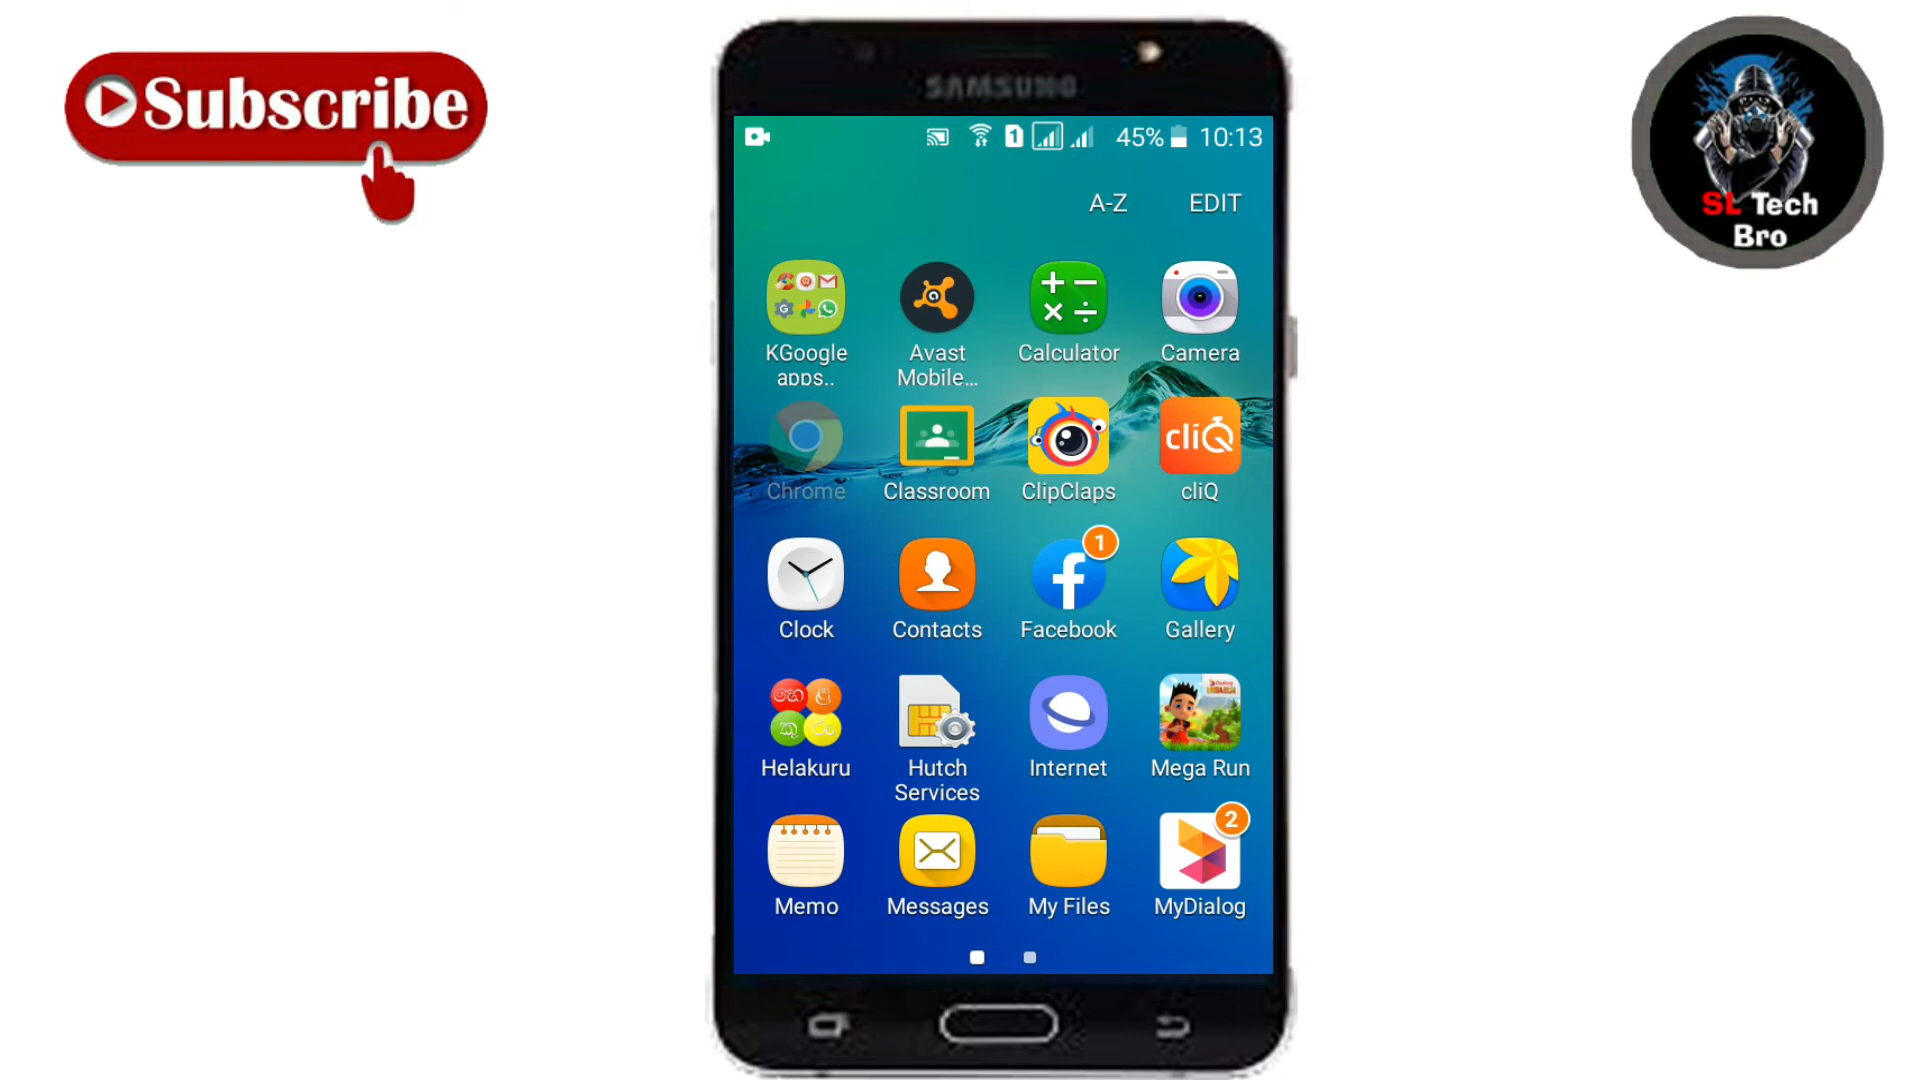 Subscribe
SAMSUNG
SL Tech
Bro
1
45%
10:13
A-Z
EDIT
KGoogle
apps..
Avast
Mobile...
Calculator
Camera
Chrome
Classroom
ClipClaps
cliQ
cliQ
Clock
Contacts
1
Facebook
Gallery
හෙ ළ
කු රු
Helakuru
Hutch
Services
Internet
Mega Run
Memo
Messages
My Files
2
MyDialog